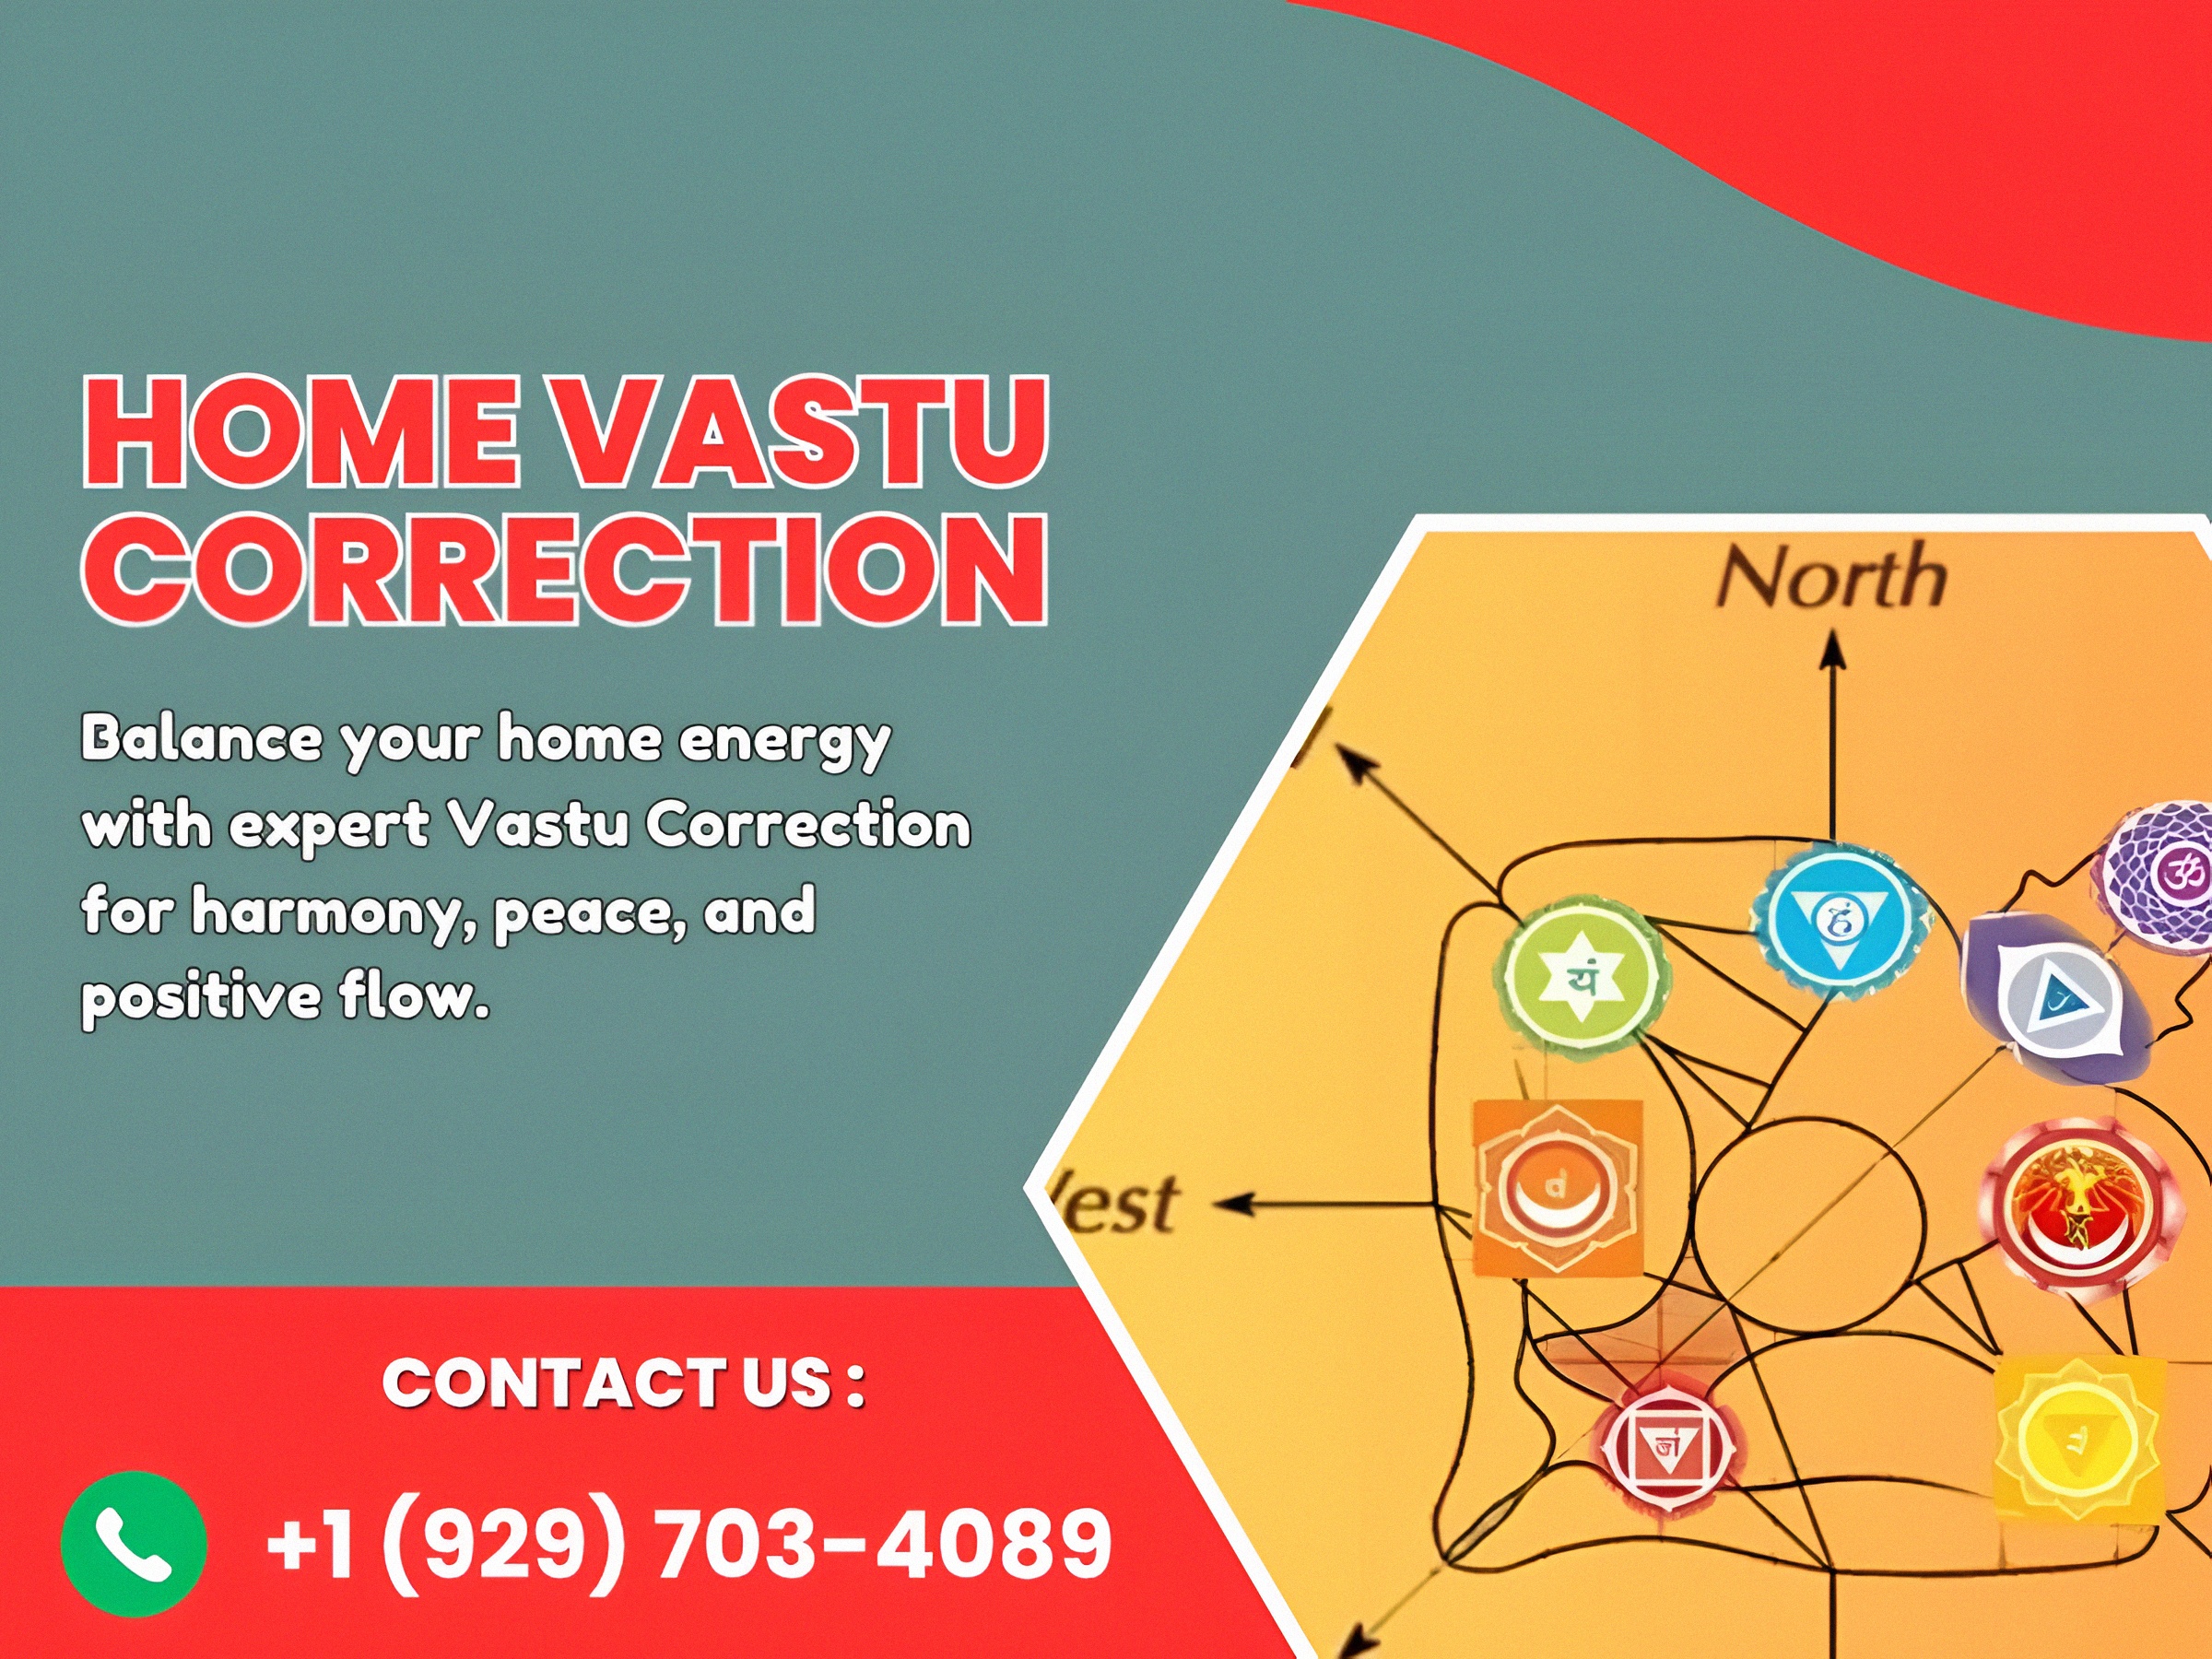 HOME VASTU
CORRECTION
Balance your home energy
with expert Vastu Correction
for harmony, peace, and
positive flow.
CONTACT US :
+1 (929) 703-4089
North
यं
ॐ